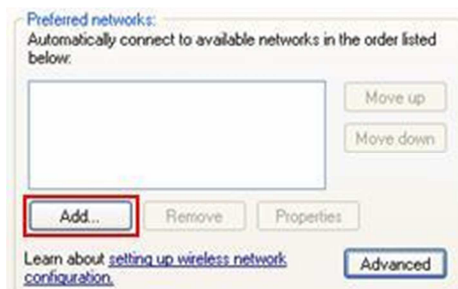 Preferred networks:
Automatically connect to available networks in the order listed
below:
Move up
Move down
Add...
Remove
Properties
Learn about setting up wireless network
configuration.
Advanced